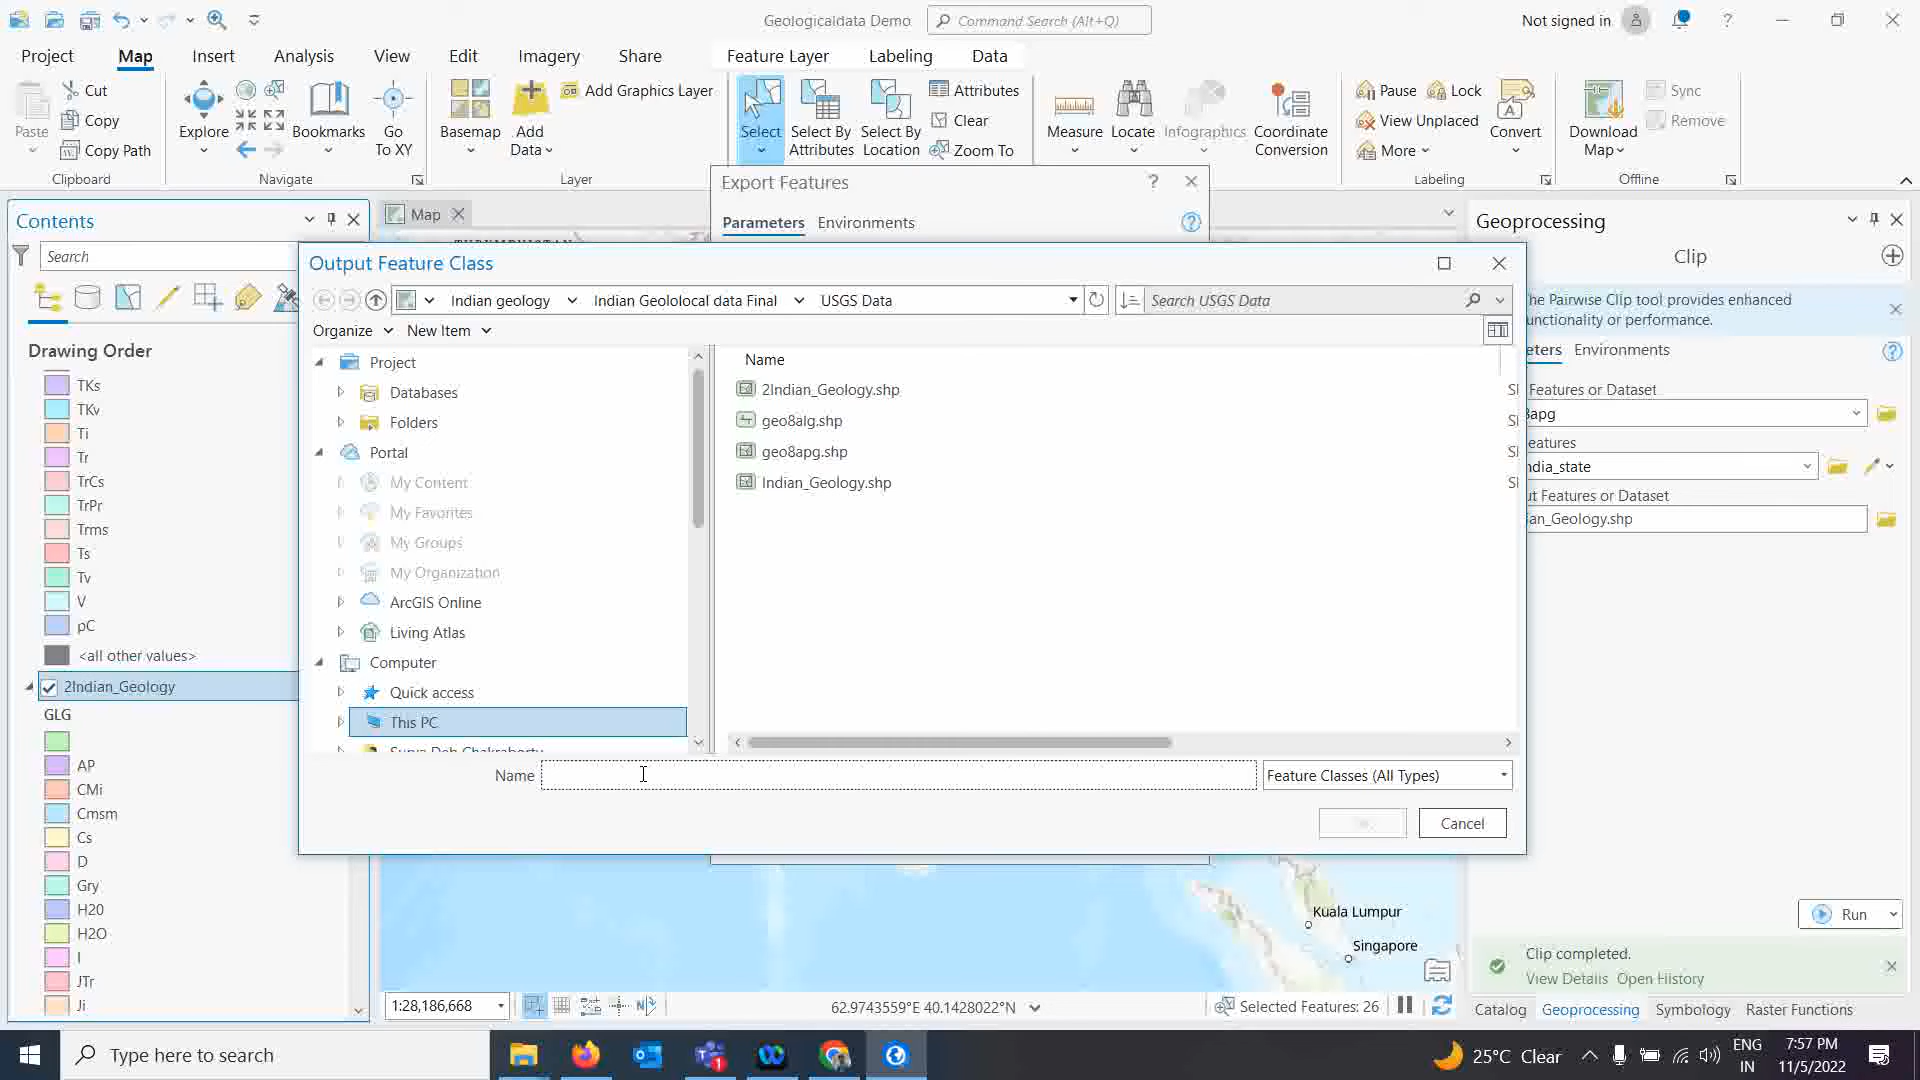 Geologicaldata Demo
Command Search (Alt+Q)
Not signed in
?
Project
Map
Insert
Analysis
View
Edit
Imagery
Share
Feature Layer
Labeling
Data
Paste
Cut
Copy
Copy Path
Clipboard
Explore
Bookmarks
Go To XY
Navigate
Basemap
Add Data
Add Graphics Layer
Layer
Select
Select By Attributes
Select By Location
Attributes
Clear
Zoom To
Measure
Locate
Infographics
Coordinate Conversion
Pause
Lock
View Unplaced
More
Convert
Labeling
Download Map
Sync
Remove
Offline
Export Features
?
Parameters
Environments
Contents
Search
Drawing Order
TKs
TKv
Ti
Tr
TrCs
TrPr
Trms
Ts
Tv
V
pC
<all other values>
2Indian_Geology
GLG
AP
CMi
Cmsm
Cs
D
Gry
H20
H2O
I
JTr
Ji
Map
Output Feature Class
Indian geology
Indian Geololocal data Final
USGS Data
Search USGS Data
Organize
New Item
Project
Databases
Folders
Portal
My Content
My Favorites
My Groups
My Organization
ArcGIS Online
Living Atlas
Computer
Quick access
This PC
Surya Deb Chakraborty
Name
2Indian_Geology.shp
geo8alg.shp
geo8apg.shp
Indian_Geology.shp
Name
Feature Classes (All Types)
Cancel
Geoprocessing
Clip
The Pairwise Clip tool provides enhanced
unctionality or performance.
eters
Environments
Features or Dataset
8apg
eatures
ndia_state
ut Features or Dataset
ian_Geology.shp
Run
Clip completed.
View Details
Open History
Catalog
Geoprocessing
Symbology
Raster Functions
Kuala Lumpur
Singapore
1:28,186,668
62.9743559°E 40.1428022°N
Selected Features: 26
Type here to search
25°C Clear
ENG
IN
7:57 PM
11/5/2022